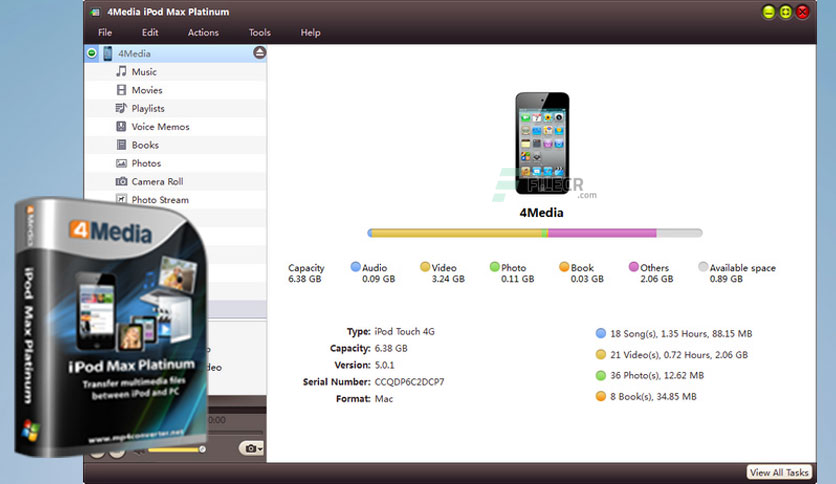 4Media iPod Max Platinum
File Edit Actions Tools Help
4Media
Music
Movies
Playlists
Voice Memos
Books
Photos
Camera Roll
Photo Stream
FILECR
.com
4Media
Capacity Audio Video Photo Book Others Available space
6.38 GB 0.09 GB 3.24 GB 0.11 GB 0.03 GB 2.06 GB 0.89 GB
Type: iPod Touch 4G
Capacity: 6.38 GB
Version: 5.0.1
Serial Number: CCQDP6C2DCP7
Format: Mac
18 Song(s), 1.35 Hours, 88.15 MB
21 Video(s), 0.72 Hours, 2.06 GB
36 Photo(s), 12.62 MB
8 Book(s), 34.85 MB
View All Tasks
4Media
iPod Max Platinum
Transfer multimedia files
between iPod and PC
www.mp4converter.net
4Media
iPod Max Platinum